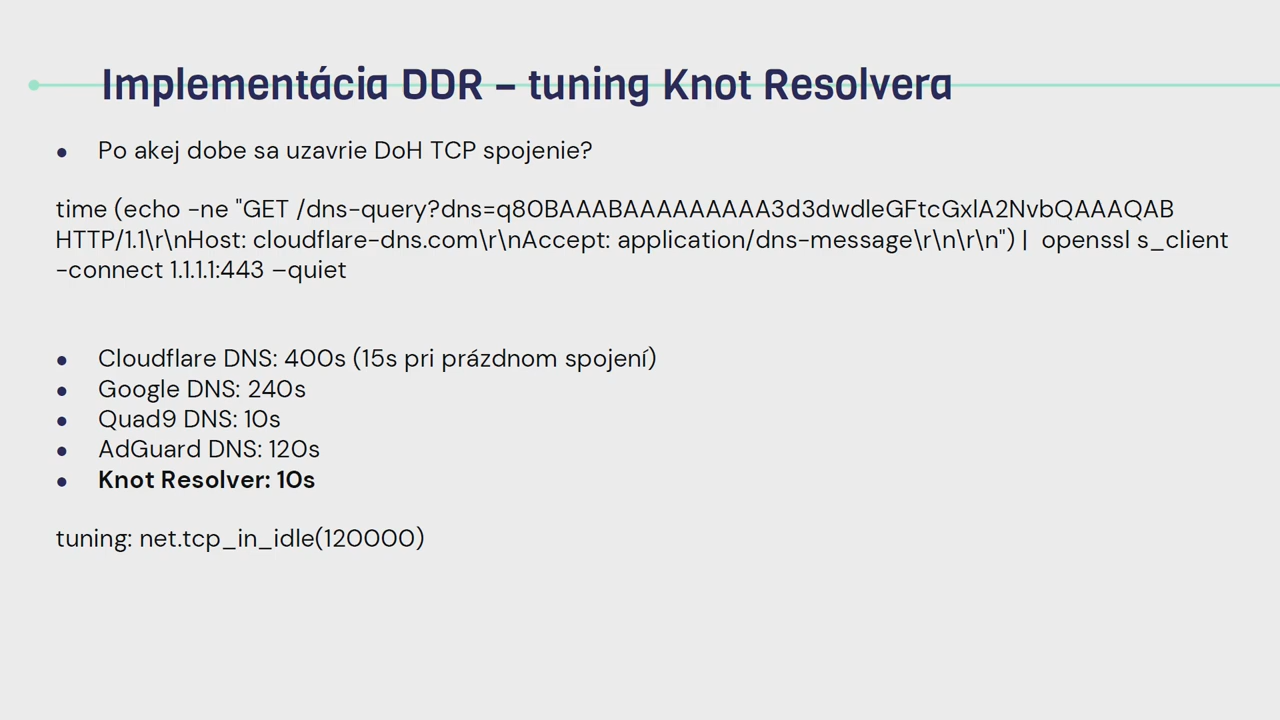 Implementácia DDR – tuning Knot Resolvera
• Po akej dobe sa uzavrie DoH TCP spojenie?
time (echo -ne "GET /dns-query?dns=q80BAAABAAAAAAAAA3d3dwdleGFtcGxlA2NvbQAAAQAB
HTTP/1.1\r\nHost: cloudflare-dns.com\r\nAccept: application/dns-message\r\n\r\n") | openssl s_client
-connect 1.1.1.1:443 –quiet
• Cloudflare DNS: 400s (15s pri prázdnom spojení)
• Google DNS: 240s
• Quad9 DNS: 10s
• AdGuard DNS: 120s
• Knot Resolver: 10s
tuning: net.tcp_in_idle(120000)